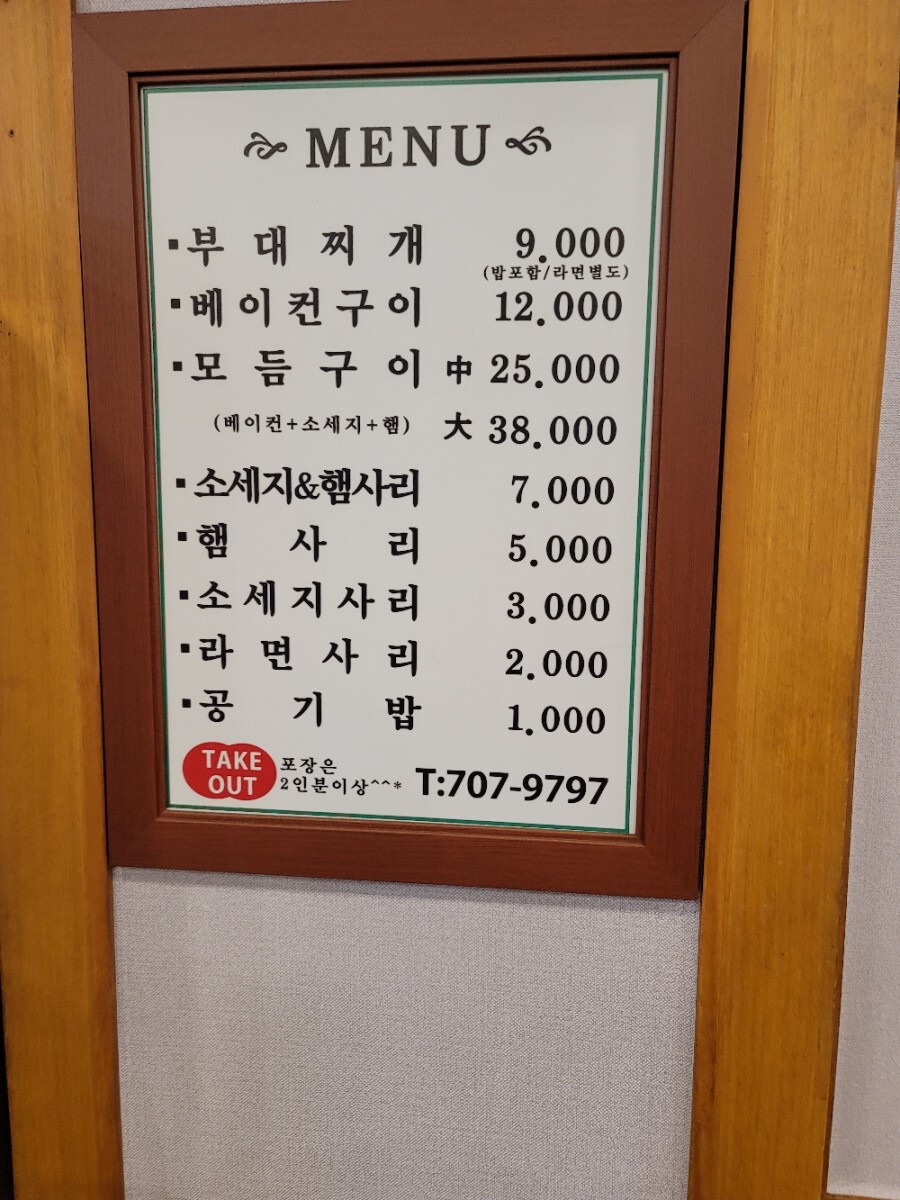 MENU
▪부대찌개 9.000
(밥포함/라면별도)
▪베이컨구이 12.000
▪모듬구이 中 25.000
(베이컨+소세지+햄) 大 38.000
▪소세지&햄사리 7.000
▪햄사리 5.000
▪소세지사리 3.000
▪라면사리 2.000
▪공기밥 1.000
TAKE OUT
포장은
2인분이상^^*
T:707-9797